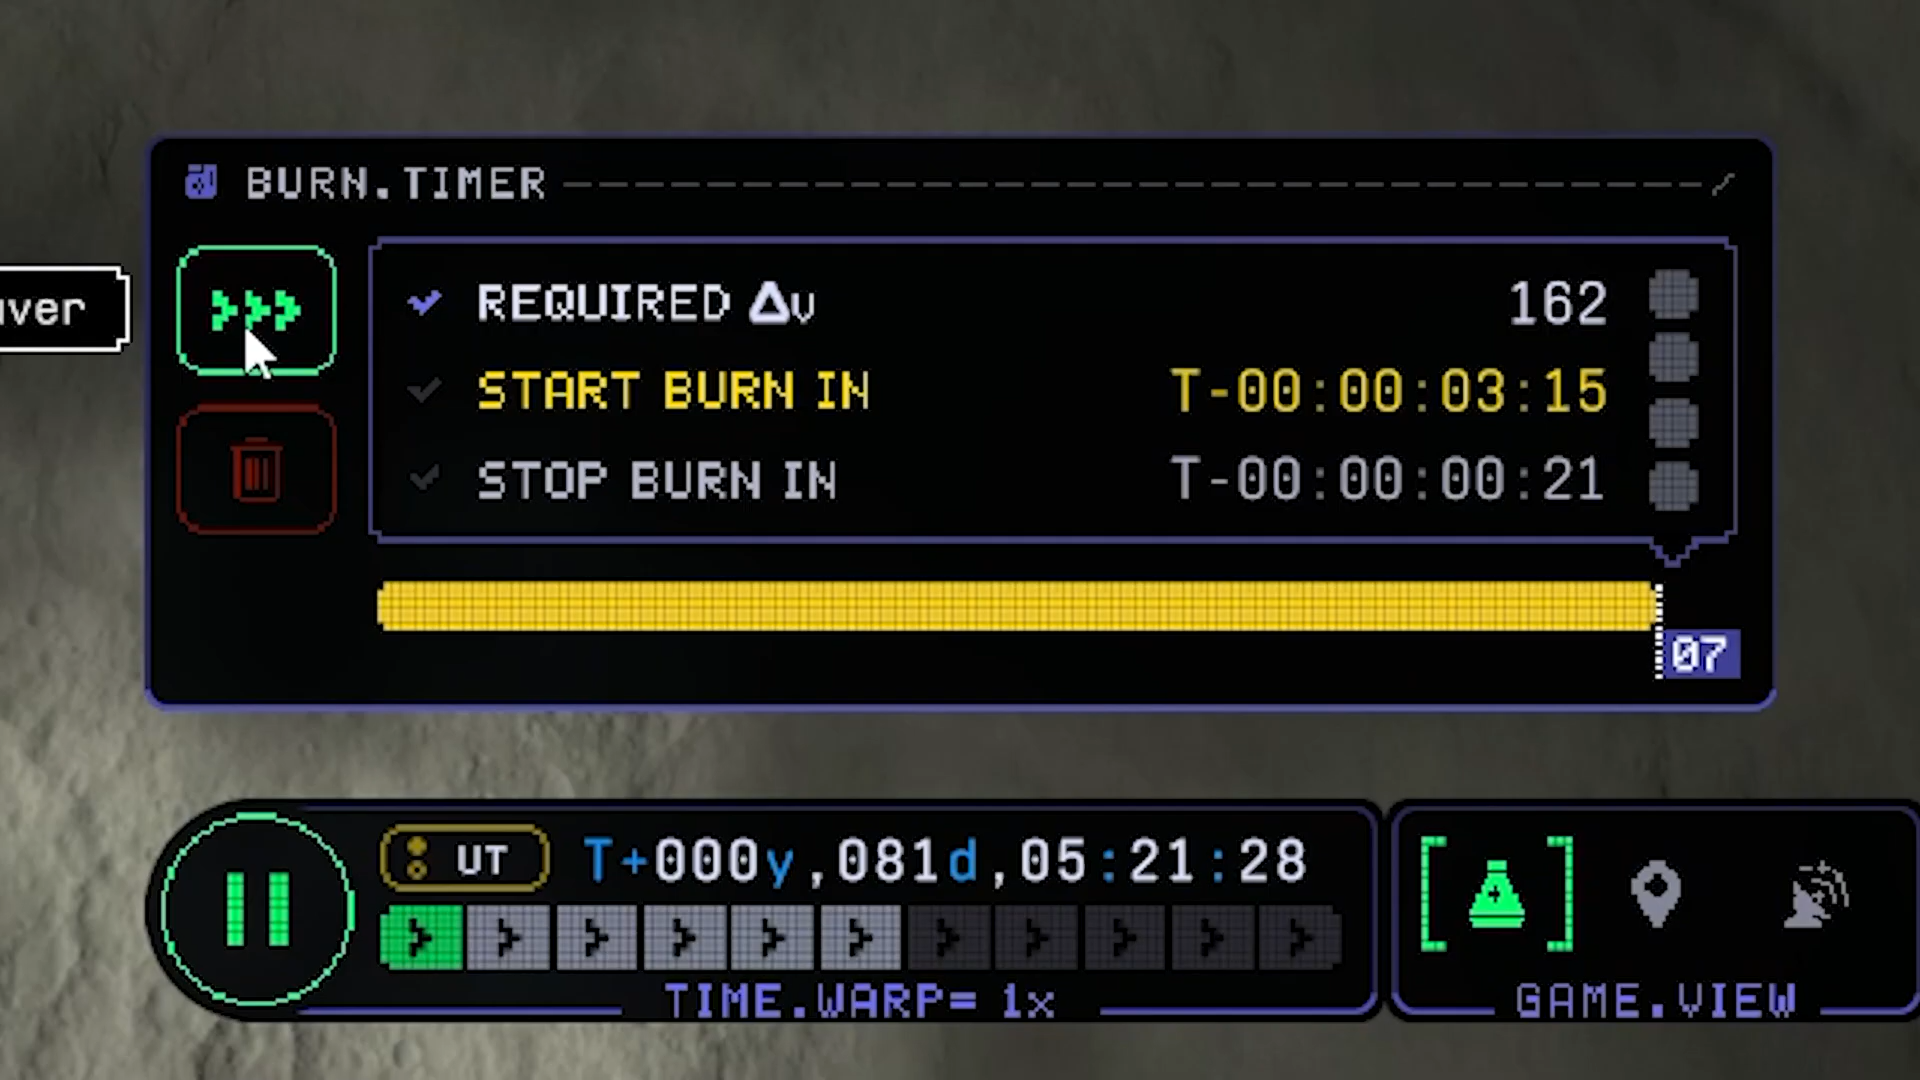 BURN.TIMER
REQUIRED Δv 162
START BURN IN T-00:00:03:15
STOP BURN IN T-00:00:00:21
07
UT T+000y,081d,05:21:28
TIME.WARP= 1x
GAME.VIEW